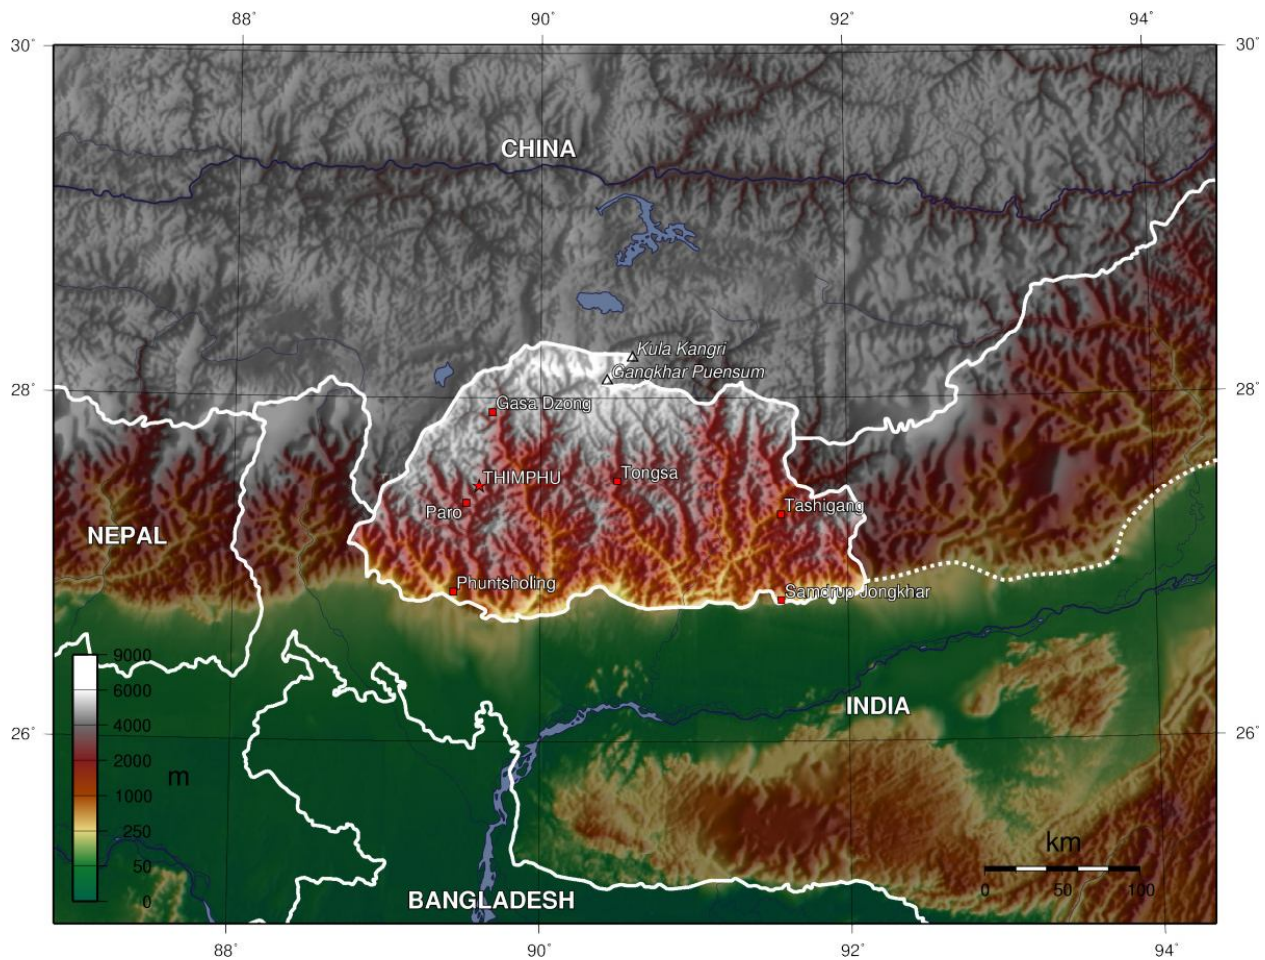 88° 90° 92° 94°
30° 30°
CHINA
Kula Kangri
Gangkhar Puensum
28° 28°
Gasa Dzong
THIMPHU
Tongsa
Paro
Tashigang
NEPAL
Phuntsholing
Samdrup Jongkhar
9000
6000
INDIA
4000
26° 26°
2000
m
1000
250
km
50
0 50 100
0
BANGLADESH
88° 90° 92° 94°